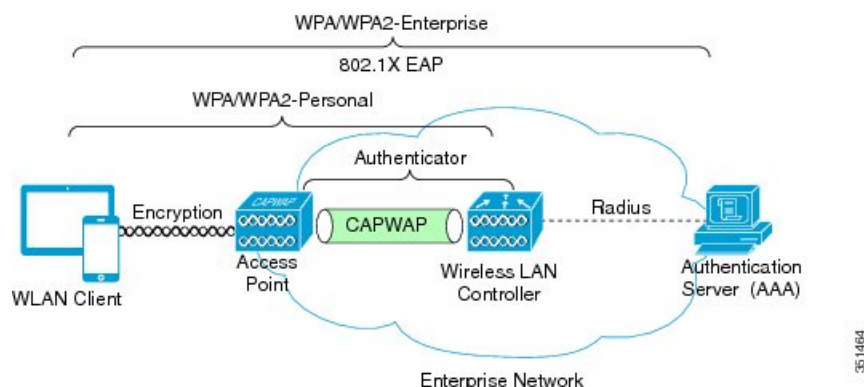 WPA/WPA2-Enterprise
802.1X EAP
WPA/WPA2-Personal
Authenticator
CAPWAP
Encryption
CAPWAP
Radius
Access
Point
Wireless LAN
Controller
Authentication
Server (AAA)
WLAN Client
Enterprise Network
351464